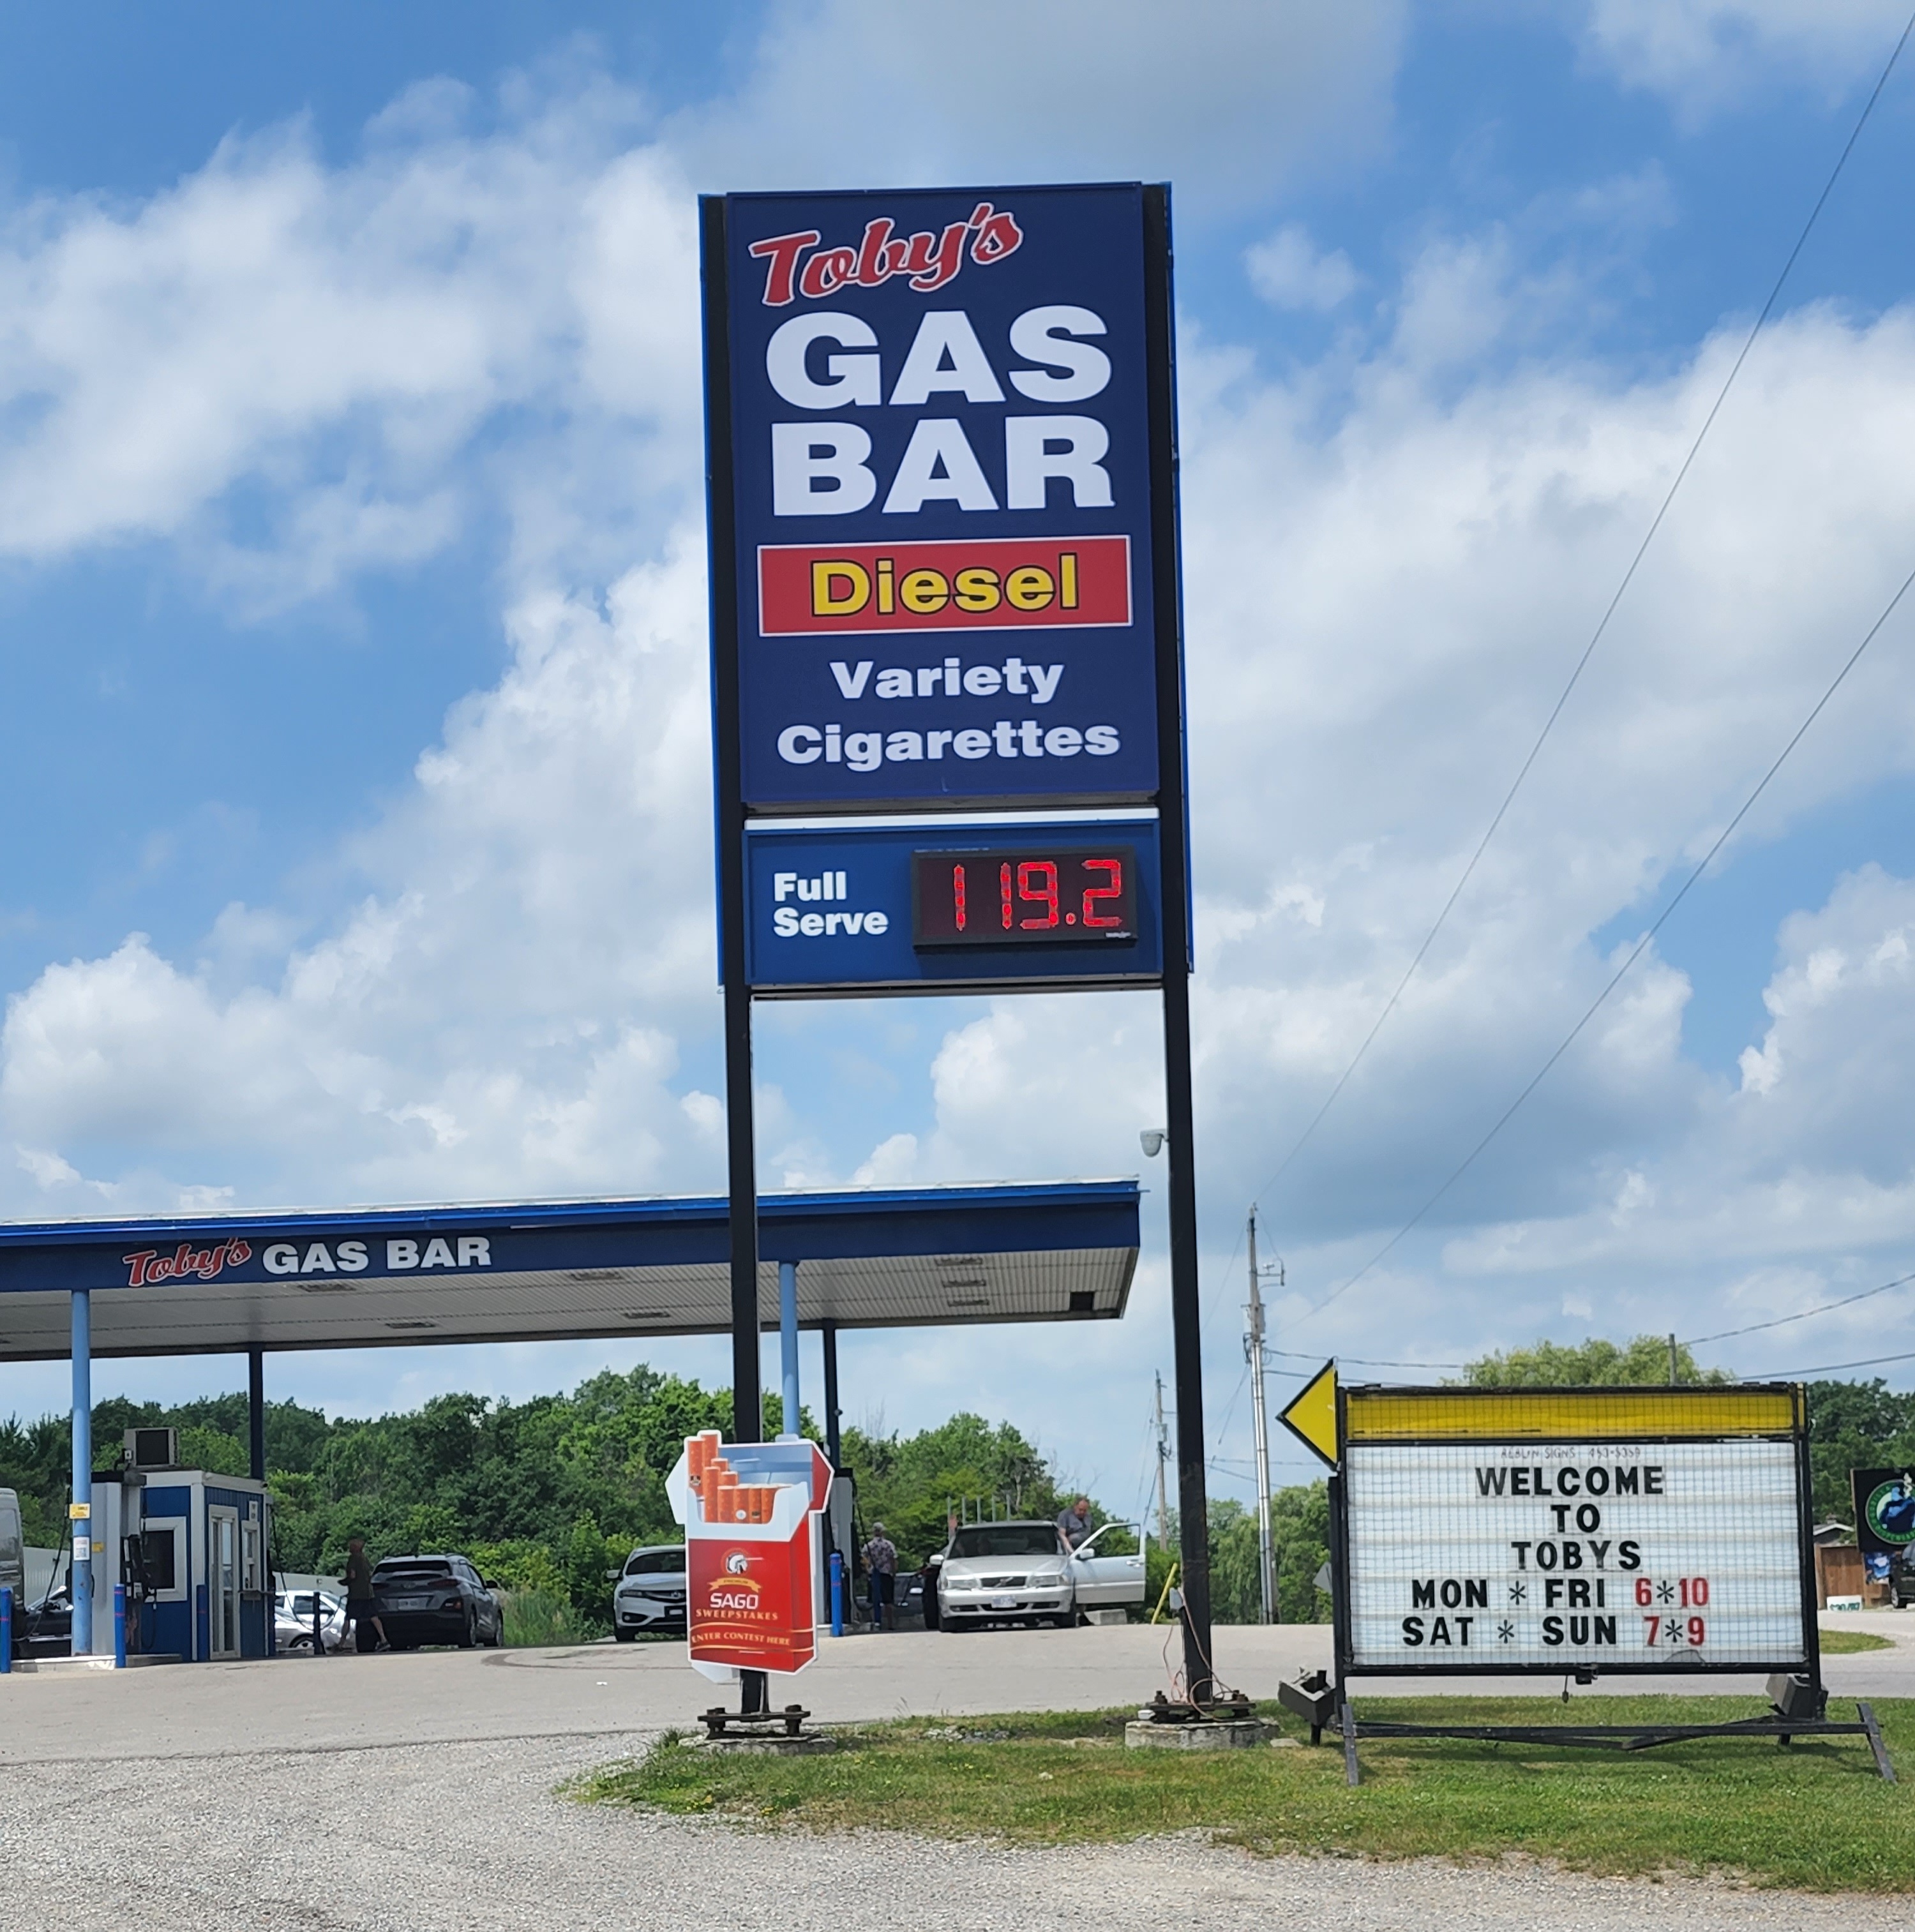 Toby's
GAS
BAR
Diesel
Variety
Cigarettes
Full
Serve
119.2
Toby's GAS BAR
SAGO
SWEEPSTAKES
ENTER CONTEST HERE
WELCOME
TO
TOBYS
MON * FRI 6*10
SAT * SUN 7*9